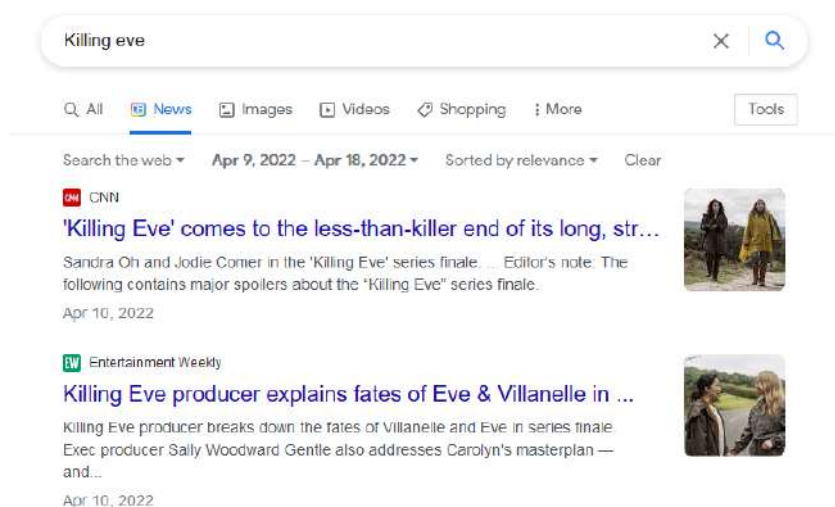 Killing eve
All News Images Videos Shopping More Tools
Search the web Apr 9, 2022 – Apr 18, 2022 Sorted by relevance Clear
CNN CNN
'Killing Eve' comes to the less-than-killer end of its long, str...
Sandra Oh and Jodie Comer in the 'Killing Eve' series finale. ... Editor's note: The
following contains major spoilers about the "Killing Eve" series finale.
Apr 10, 2022
EW Entertainment Weekly
Killing Eve producer explains fates of Eve & Villanelle in ...
Killing Eve producer breaks down the fates of Villanelle and Eve in series finale
Exec producer Sally Woodward Gentle also addresses Carolyn's masterplan —
and...
Apr 10, 2022